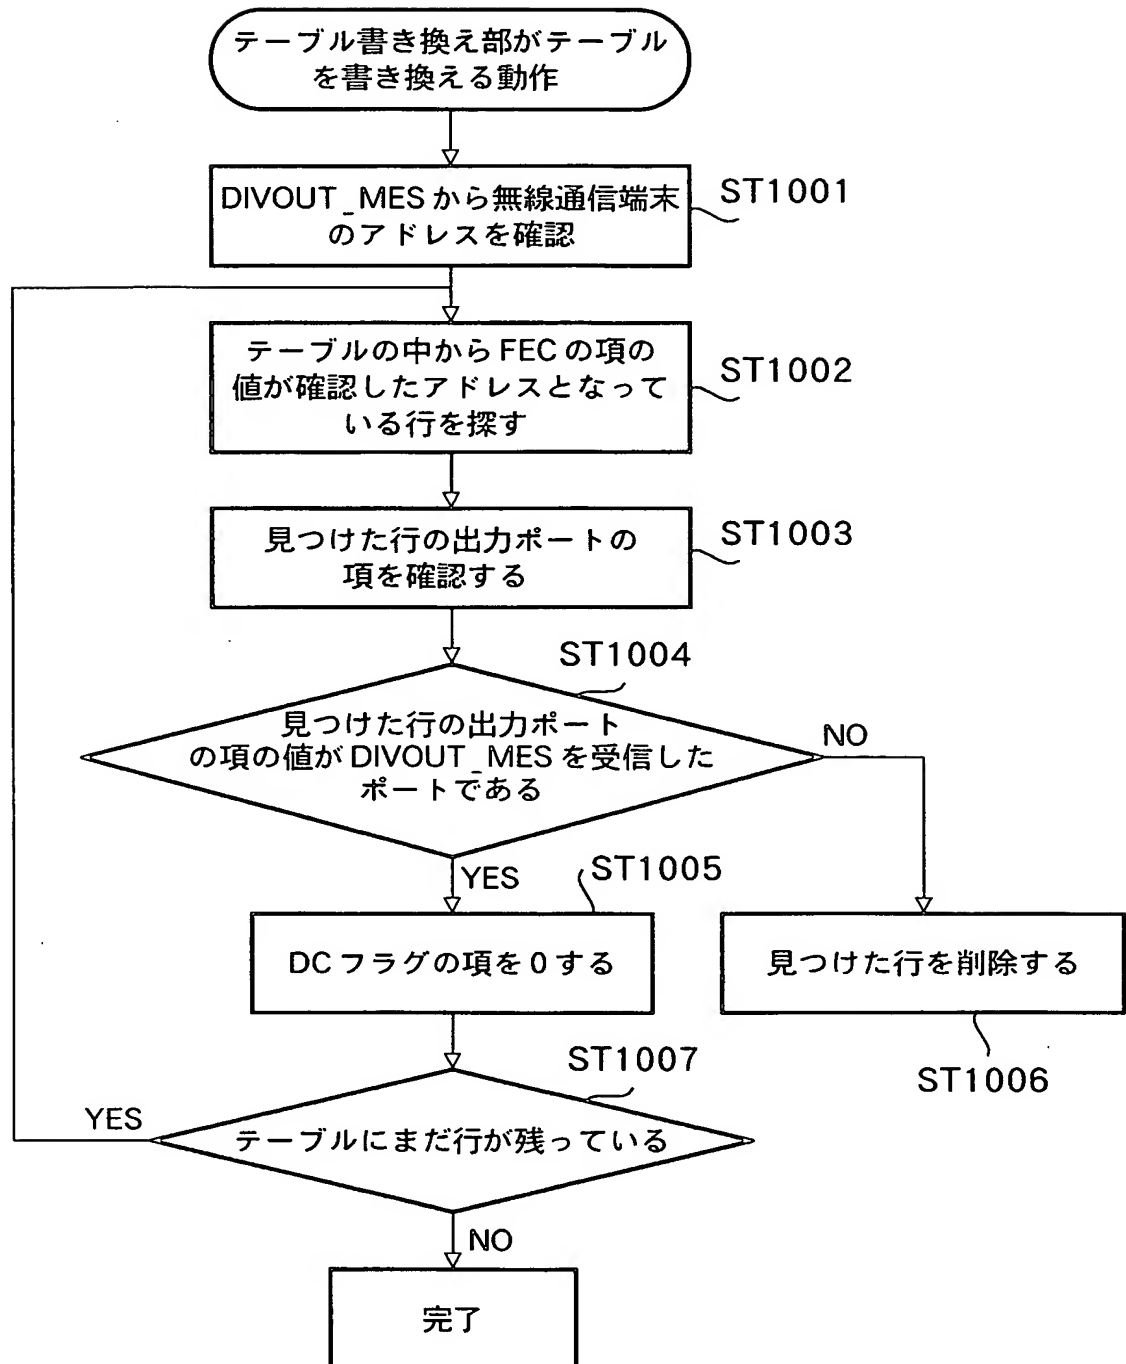 テーブル書き換え部がテーブル
を書き換える動作
DIVOUT_MESから無線通信端末
のアドレスを確認
ST1001
テーブルの中からFECの項の
値が確認したアドレスとなって
いる行を探す
ST1002
見つけた行の出力ポートの
項を確認する
ST1003
ST1004
見つけた行の出力ポート
の項の値がDIVOUT_MESを受信した
ポートである
NO
YES
ST1005
DCフラグの項を0する
見つけた行を削除する
ST1006
ST1007
YES
テーブルにまだ行が残っている
NO
完了